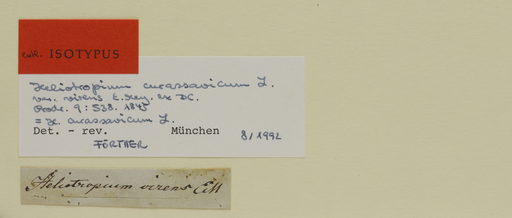 ISOTYPUS
Heliotropium curassavicum L.
var. virens E. Mey. ex DC.
Prodr. 9: 538. 1845
= H. curassavicum L.
Det. - rev. München 8/1992
FÖRTHER
Heliotropium virens EM